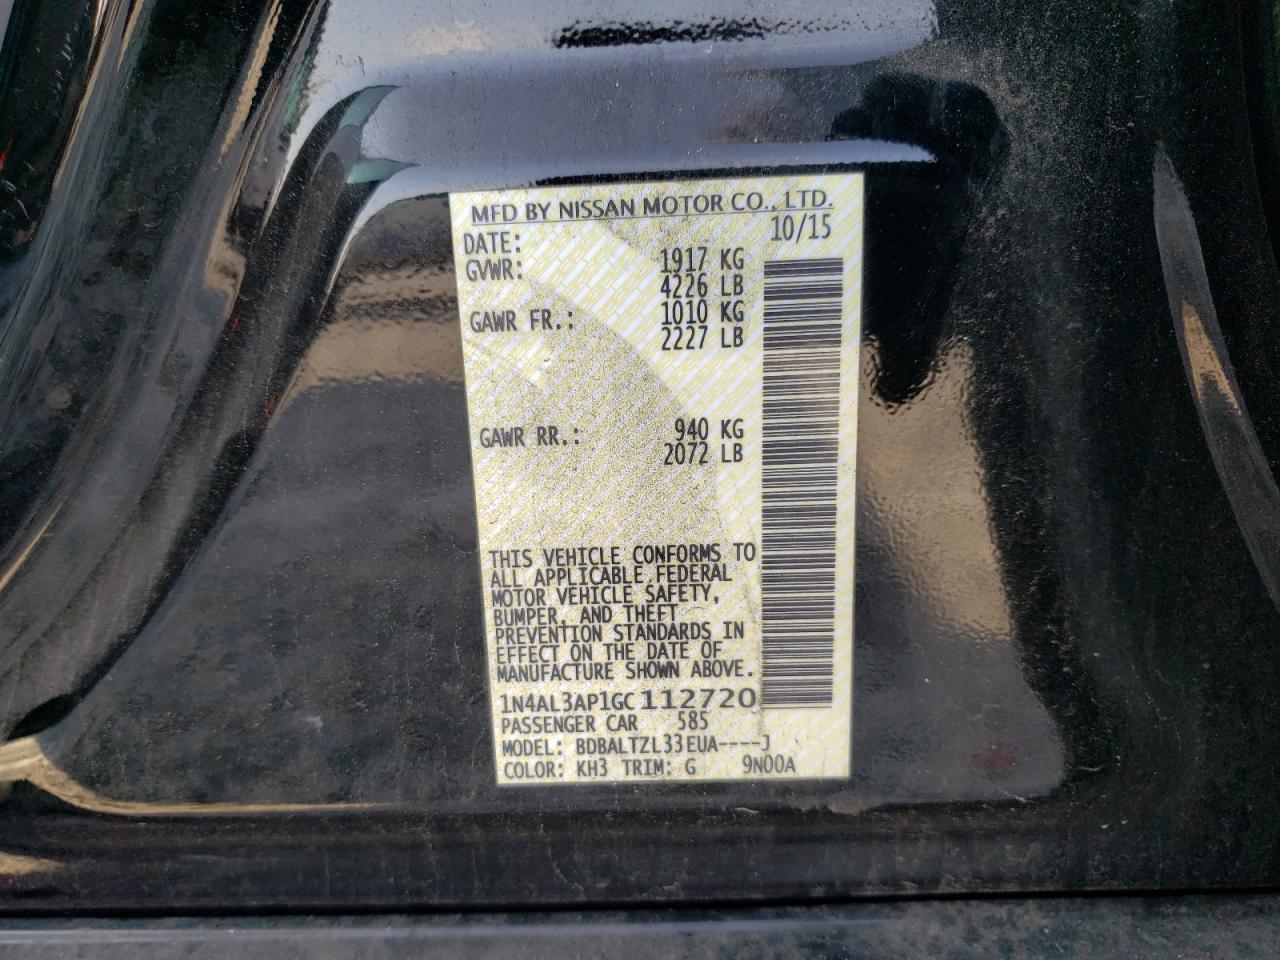 MFD BY NISSAN MOTOR CO., LTD.
DATE: 10/15
GVWR: 1917 KG
4226 LB
GAWR FR.: 1010 KG
2227 LB
GAWR RR.: 940 KG
2072 LB
THIS VEHICLE CONFORMS TO
ALL APPLICABLE FEDERAL
MOTOR VEHICLE SAFETY,
BUMPER, AND THEFT
PREVENTION STANDARDS IN
EFFECT ON THE DATE OF
MANUFACTURE SHOWN ABOVE.
1N4AL3AP1GC112720
PASSENGER CAR 585
MODEL: BDBALTZL33EUA----J
COLOR: KH3 TRIM: G 9N00A